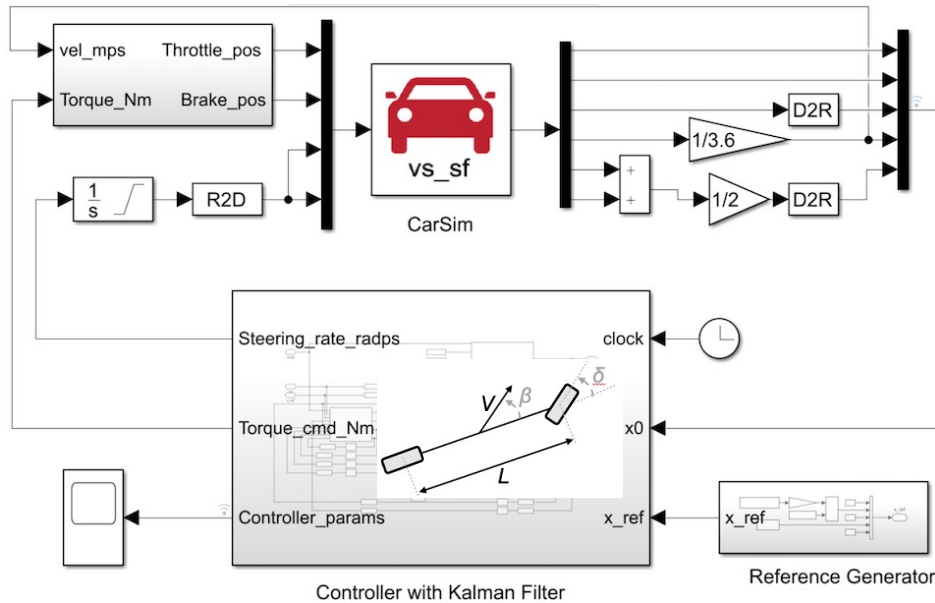 vel_mps
Throttle_pos
Torque_Nm
Brake_pos
1
s
R2D
vs_sf
CarSim
D2R
1/3.6
+
+
1/2
D2R
Steering_rate_radps
clock
Torque_cmd_Nm
x0
Controller_params
x_ref
V
β
δ
L
x_ref
Controller with Kalman Filter
Reference Generator